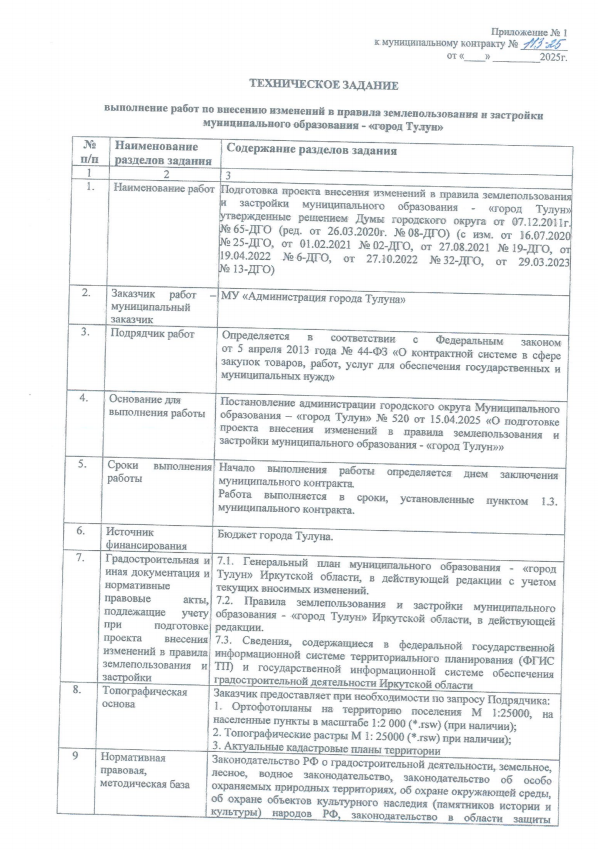 Приложение № 1
к муниципальному контракту № 113-25
от «____» __________2025г.
ТЕХНИЧЕСКОЕ ЗАДАНИЕ
выполнение работ по внесению изменений в правила землепользования и застройки
муниципального образования - «город Тулун»
№ п/п
Наименование разделов задания
Содержание разделов задания
1
2
3
1.
Наименование работ
Подготовка проекта внесения изменений в правила землепользования
и застройки муниципального образования - «город Тулун»
утвержденные решением Думы городского округа от 07.12.2011г.
№ 65-ДГО (ред. от 26.03.2020г. № 08-ДГО) (с изм. от 16.07.2020
№ 25-ДГО, от 01.02.2021 № 02-ДГО, от 27.08.2021 № 19-ДГО, от
19.04.2022 № 6-ДГО, от 27.10.2022 № 32-ДГО, от 29.03.2023
№ 13-ДГО)
2.
Заказчик работ –
муниципальный
заказчик
МУ «Администрация города Тулуна»
3.
Подрядчик работ
Определяется в соответствии с Федеральным законом
от 5 апреля 2013 года № 44-ФЗ «О контрактной системе в сфере
закупок товаров, работ, услуг для обеспечения государственных и
муниципальных нужд»
4.
Основание для
выполнения работы
Постановление администрации городского округа Муниципального
образования – «город Тулун» № 520 от 15.04.2025 «О подготовке
проекта внесения изменений в правила землепользования и
застройки муниципального образования - «город Тулун»»
5.
Сроки выполнения
работы
Начало выполнения работы определяется днем заключения
муниципального контракта.
Работа выполняется в сроки, установленные пунктом 1.3.
муниципального контракта.
6.
Источник
финансирования
Бюджет города Тулуна.
7.
Градостроительная и
иная документация и
нормативные
правовые акты,
подлежащие учету
при подготовке
проекта внесения
изменений в правила
землепользования и
застройки
7.1. Генеральный план муниципального образования - «город
Тулун» Иркутской области, в действующей редакции с учетом
текущих вносимых изменений.
7.2. Правила землепользования и застройки муниципального
образования - «город Тулун» Иркутской области, в действующей
редакции.
7.3. Сведения, содержащиеся в федеральной государственной
информационной системе территориального планирования (ФГИС
ТП) и государственной информационной системе обеспечения
градостроительной деятельности Иркутской области
8.
Топографическая
основа
Заказчик предоставляет при необходимости по запросу Подрядчика:
1. Ортофотопланы на территорию поселения М 1:25000, на
населенные пункты в масштабе 1:2 000 (*.rsw) (при наличии);
2. Топографические растры М 1: 25000 (*.rsw) при наличии);
3. Актуальные кадастровые планы территории
9
Нормативная
правовая,
методическая база
Законодательство РФ о градостроительной деятельности, земельное,
лесное, водное законодательство, законодательство об особо
охраняемых природных территориях, об охране окружающей среды,
об охране объектов культурного наследия (памятников истории и
культуры) народов РФ, законодательство в области защиты